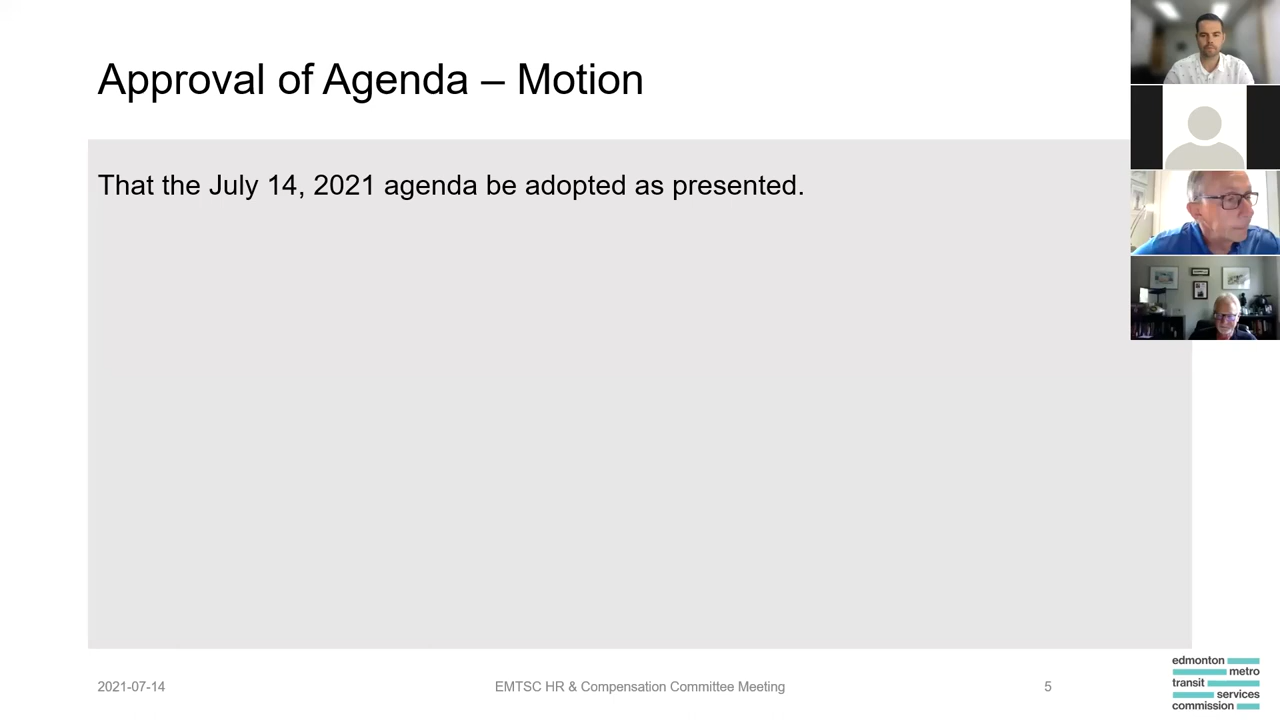 Approval of Agenda – Motion
That the July 14, 2021 agenda be adopted as presented.
2021-07-14
EMTSC HR & Compensation Committee Meeting
5
edmonton
metro
transit
services
commission